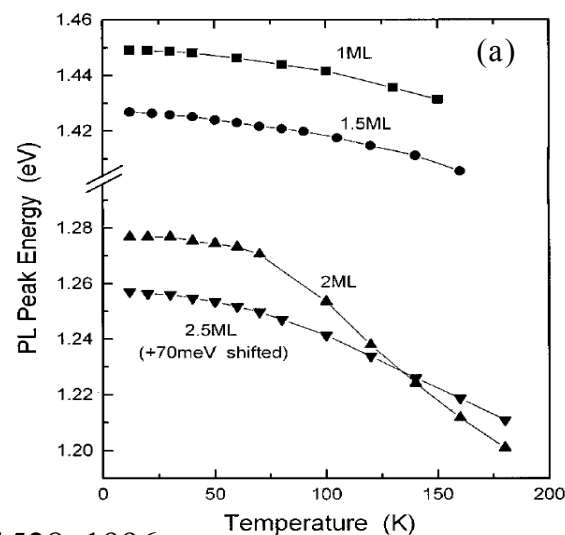 (a)
1.46
1.44
1.42
1.28
1.26
1.24
1.22
1.20
PL Peak Energy (eV)
1ML
1.5ML
2ML
2.5ML
(+70meV shifted)
0 50 100 150 200
Temperature (K)